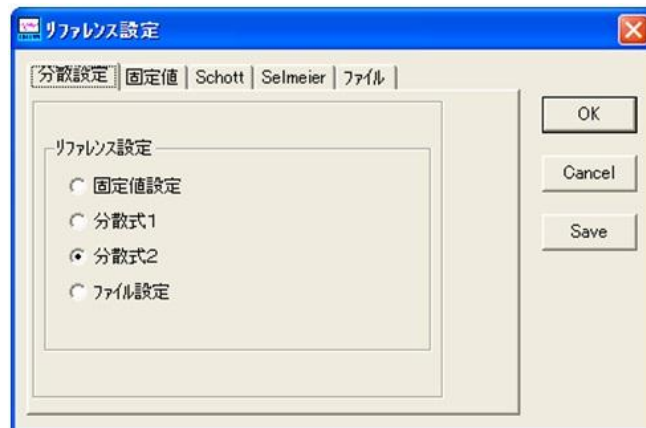 リファレンス設定
分散設定 固定値 Schott Selmeier ファイル
リファレンス設定
固定値設定
分散式1
分散式2
ファイル設定
OK
Cancel
Save